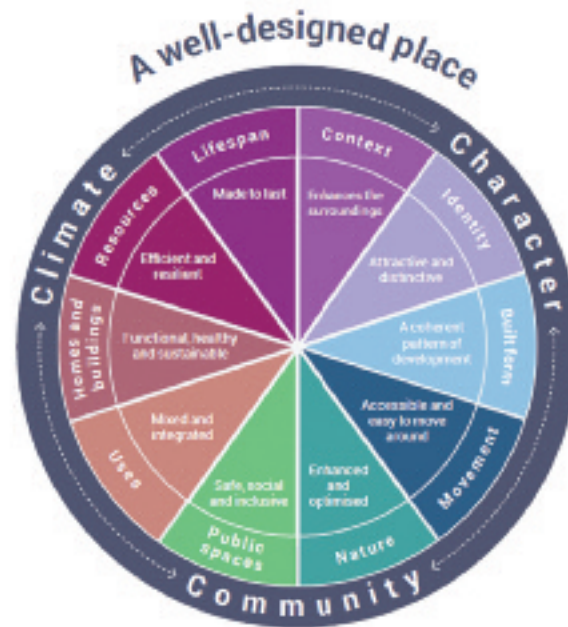 A well-designed place
Climate
Character
Community
Context
Enhances the
surroundings
Identity
Attractive and
distinctive
Built form
A coherent
pattern of
development
Movement
Accessible and
easy to move
around
Nature
Enhanced
and
optimised
Public
spaces
Safe, social
and inclusive
Uses
Mixed and
integrated
Homes and
buildings
Functional, healthy
and sustainable
Resources
Efficient and
resilient
Lifespan
Made to last